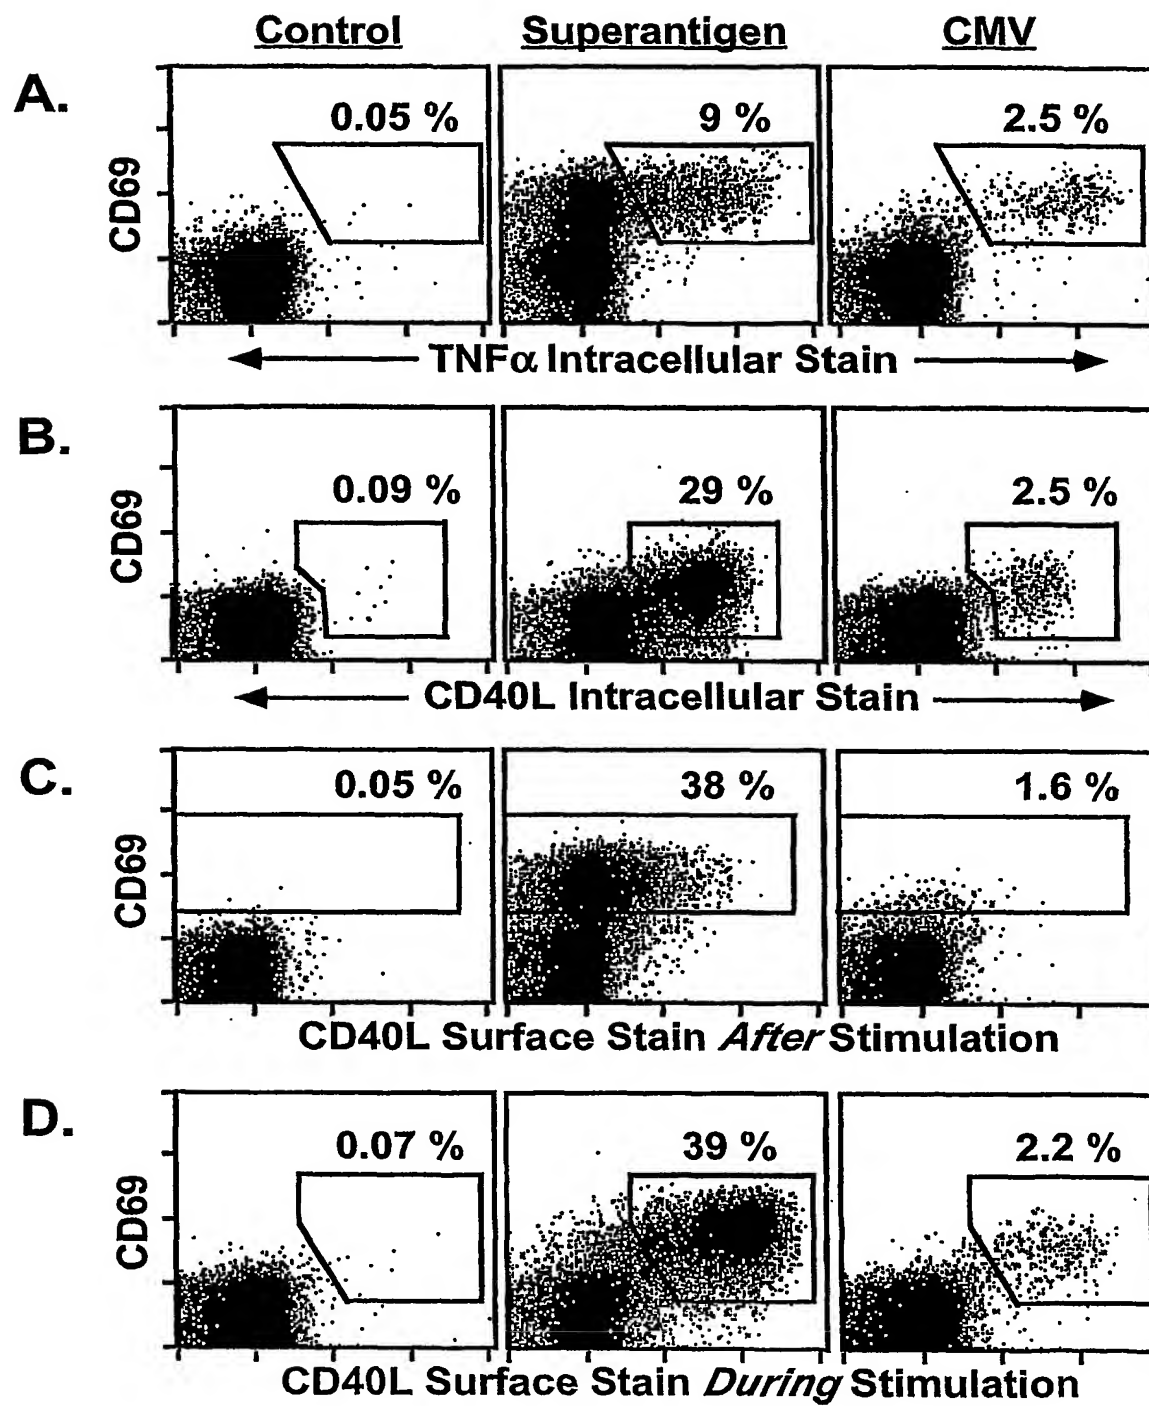 Control Superantigen CMV
A.
0.05 % 9 % 2.5 %
CD69
TNFα Intracellular Stain
B.
0.09 % 29 % 2.5 %
CD69
CD40L Intracellular Stain
C.
0.05 % 38 % 1.6 %
CD69
CD40L Surface Stain After Stimulation
D.
0.07 % 39 % 2.2 %
CD69
CD40L Surface Stain During Stimulation